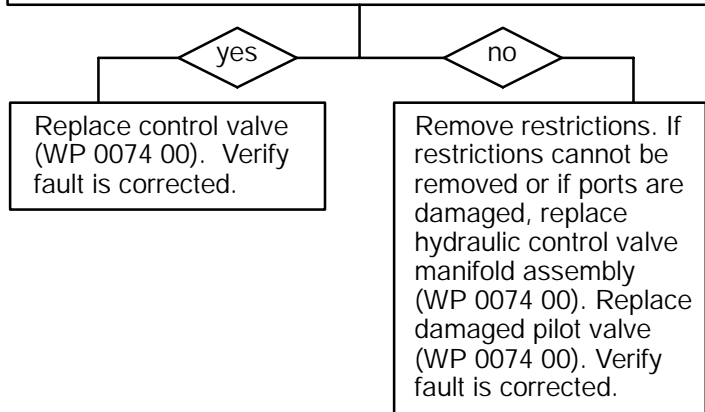 yes
no
Replace control valve
(WP 0074 00).  Verify
fault is corrected.
Remove restrictions. If
restrictions cannot be
removed or if ports are
damaged, replace
hydraulic control valve
manifold assembly
(WP 0074 00). Replace
damaged pilot valve
(WP 0074 00). Verify
fault is corrected.